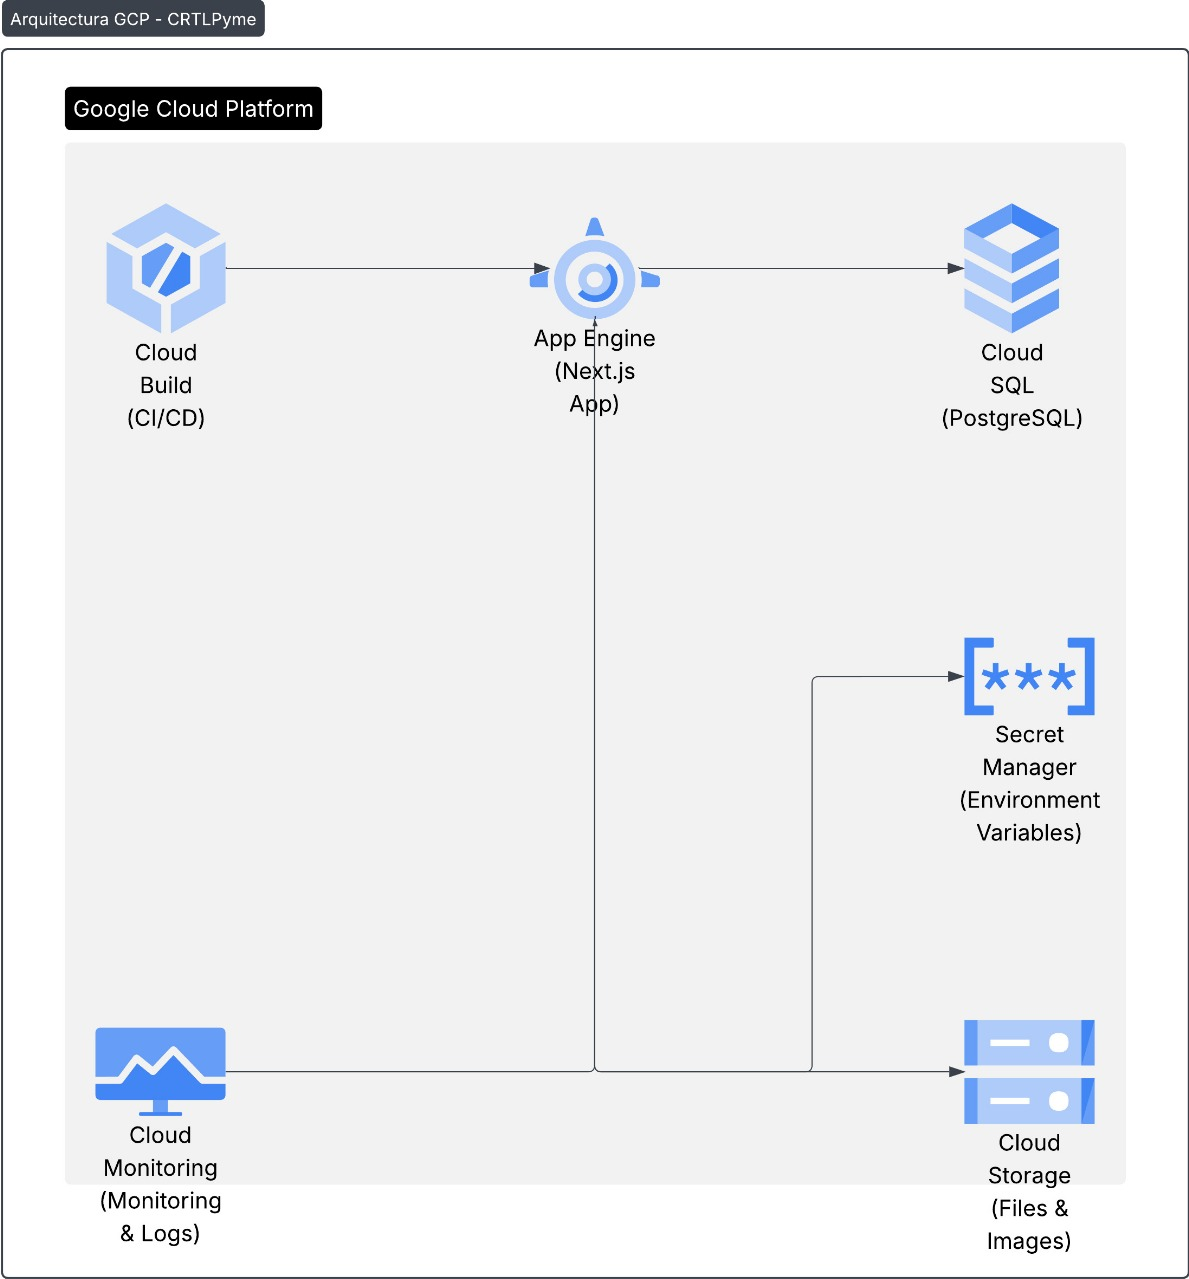 Arquitectura GCP - CRTLPyme
Google Cloud Platform
Cloud
Build
(CI/CD)
App Engine
(Next.js
App)
Cloud
SQL
(PostgreSQL)
Secret
Manager
(Environment
Variables)
Cloud
Monitoring
(Monitoring
& Logs)
Cloud
Storage
(Files &
Images)